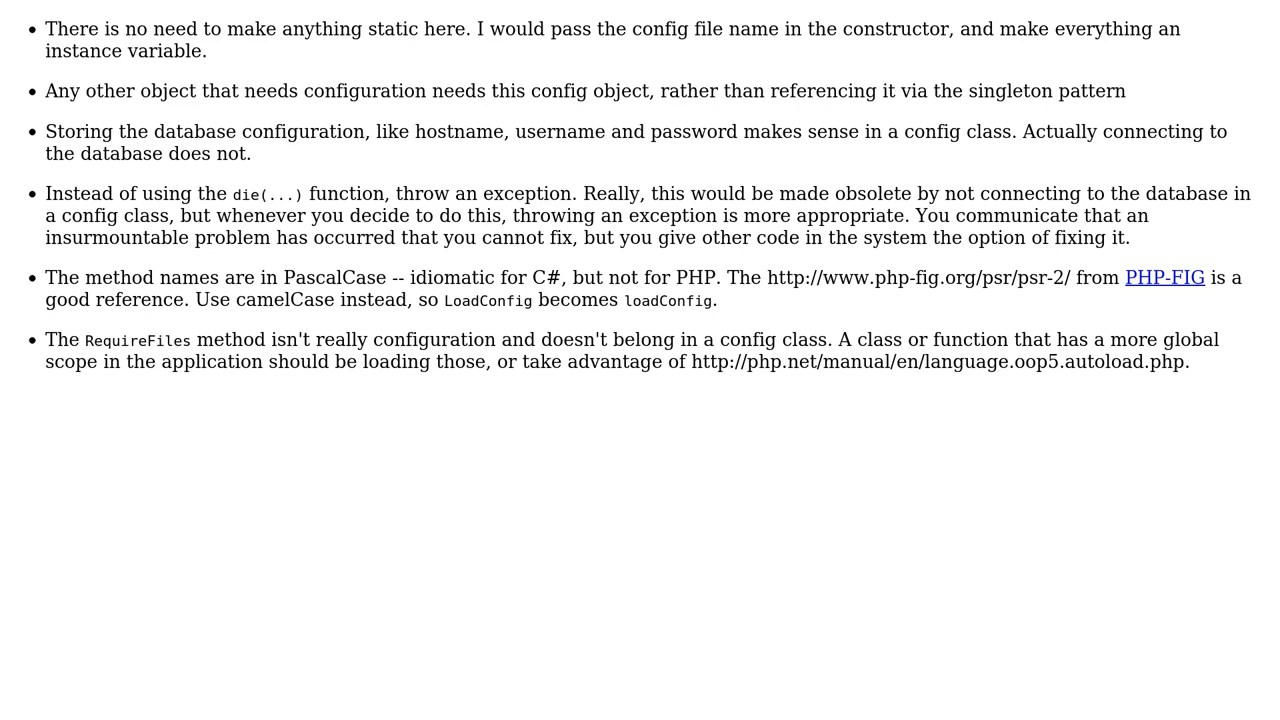 There is no need to make anything static here. I would pass the config file name in the constructor, and make everything an
instance variable.
Any other object that needs configuration needs this config object, rather than referencing it via the singleton pattern
Storing the database configuration, like hostname, username and password makes sense in a config class. Actually connecting to
the database does not.
Instead of using the die(...) function, throw an exception. Really, this would be made obsolete by not connecting to the database in
a config class, but whenever you decide to do this, throwing an exception is more appropriate. You communicate that an
insurmountable problem has occurred that you cannot fix, but you give other code in the system the option of fixing it.
The method names are in PascalCase -- idiomatic for C#, but not for PHP. The http://www.php-fig.org/psr/psr-2/ from PHP-FIG is a
good reference. Use camelCase instead, so LoadConfig becomes loadConfig.
The RequireFiles method isn't really configuration and doesn't belong in a config class. A class or function that has a more global
scope in the application should be loading those, or take advantage of http://php.net/manual/en/language.oop5.autoload.php.